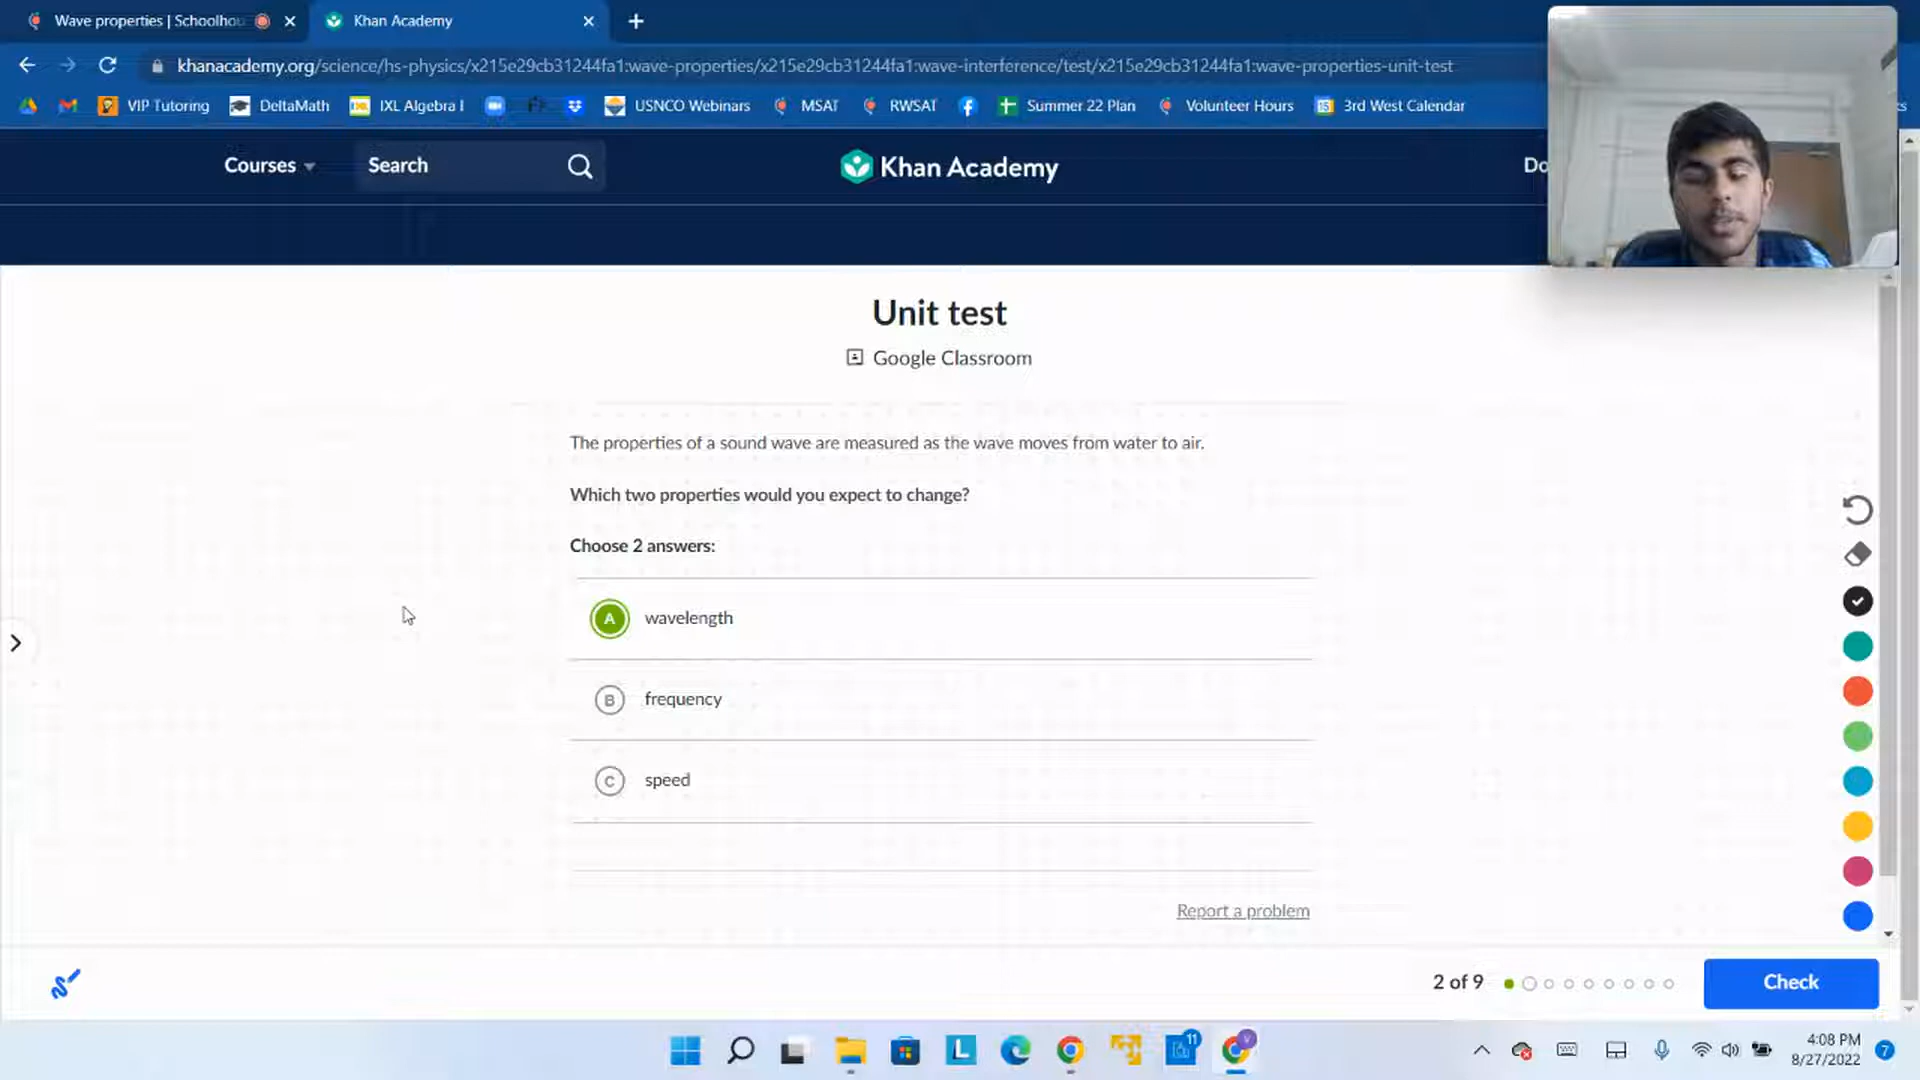 Wave properties | Schoolhou
Khan Academy
khanacademy.org/science/hs-physics/x215e29cb31244fa1:wave-properties/x215e29cb31244fa1:wave-interference/test/x215e29cb31244fa1:wave-properties-unit-test
VIP Tutoring DeltaMath IXL Algebra I USNCO Webinars MSAT RWSAT Summer 22 Plan Volunteer Hours 3rd West Calendar
Courses Search Khan Academy Do
Unit test
Google Classroom
The properties of a sound wave are measured as the wave moves from water to air.
Which two properties would you expect to change?
Choose 2 answers:
A wavelength
B frequency
C speed
Report a problem
2 of 9 Check
11
4:08 PM
8/27/2022
7